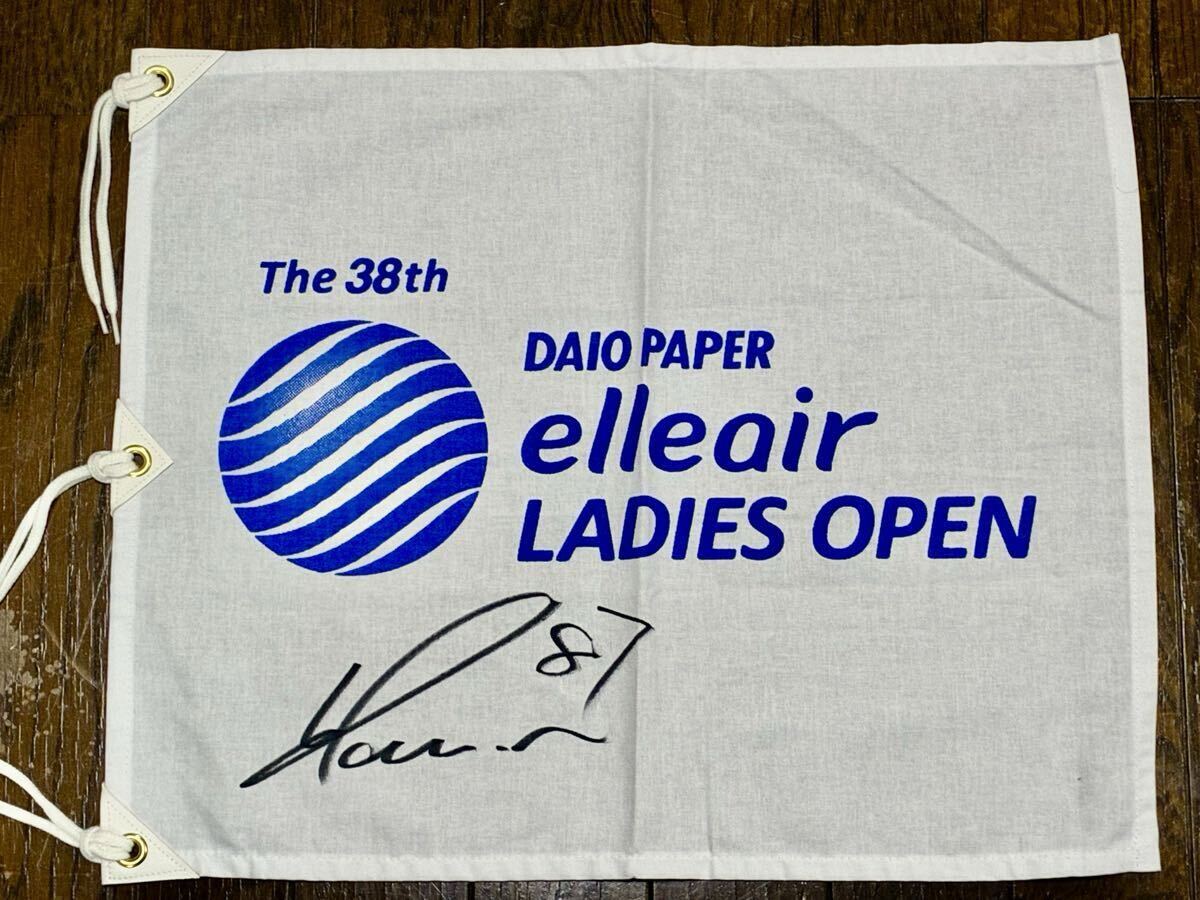 The 38th
DAIO PAPER
elleair
LADIES OPEN
87